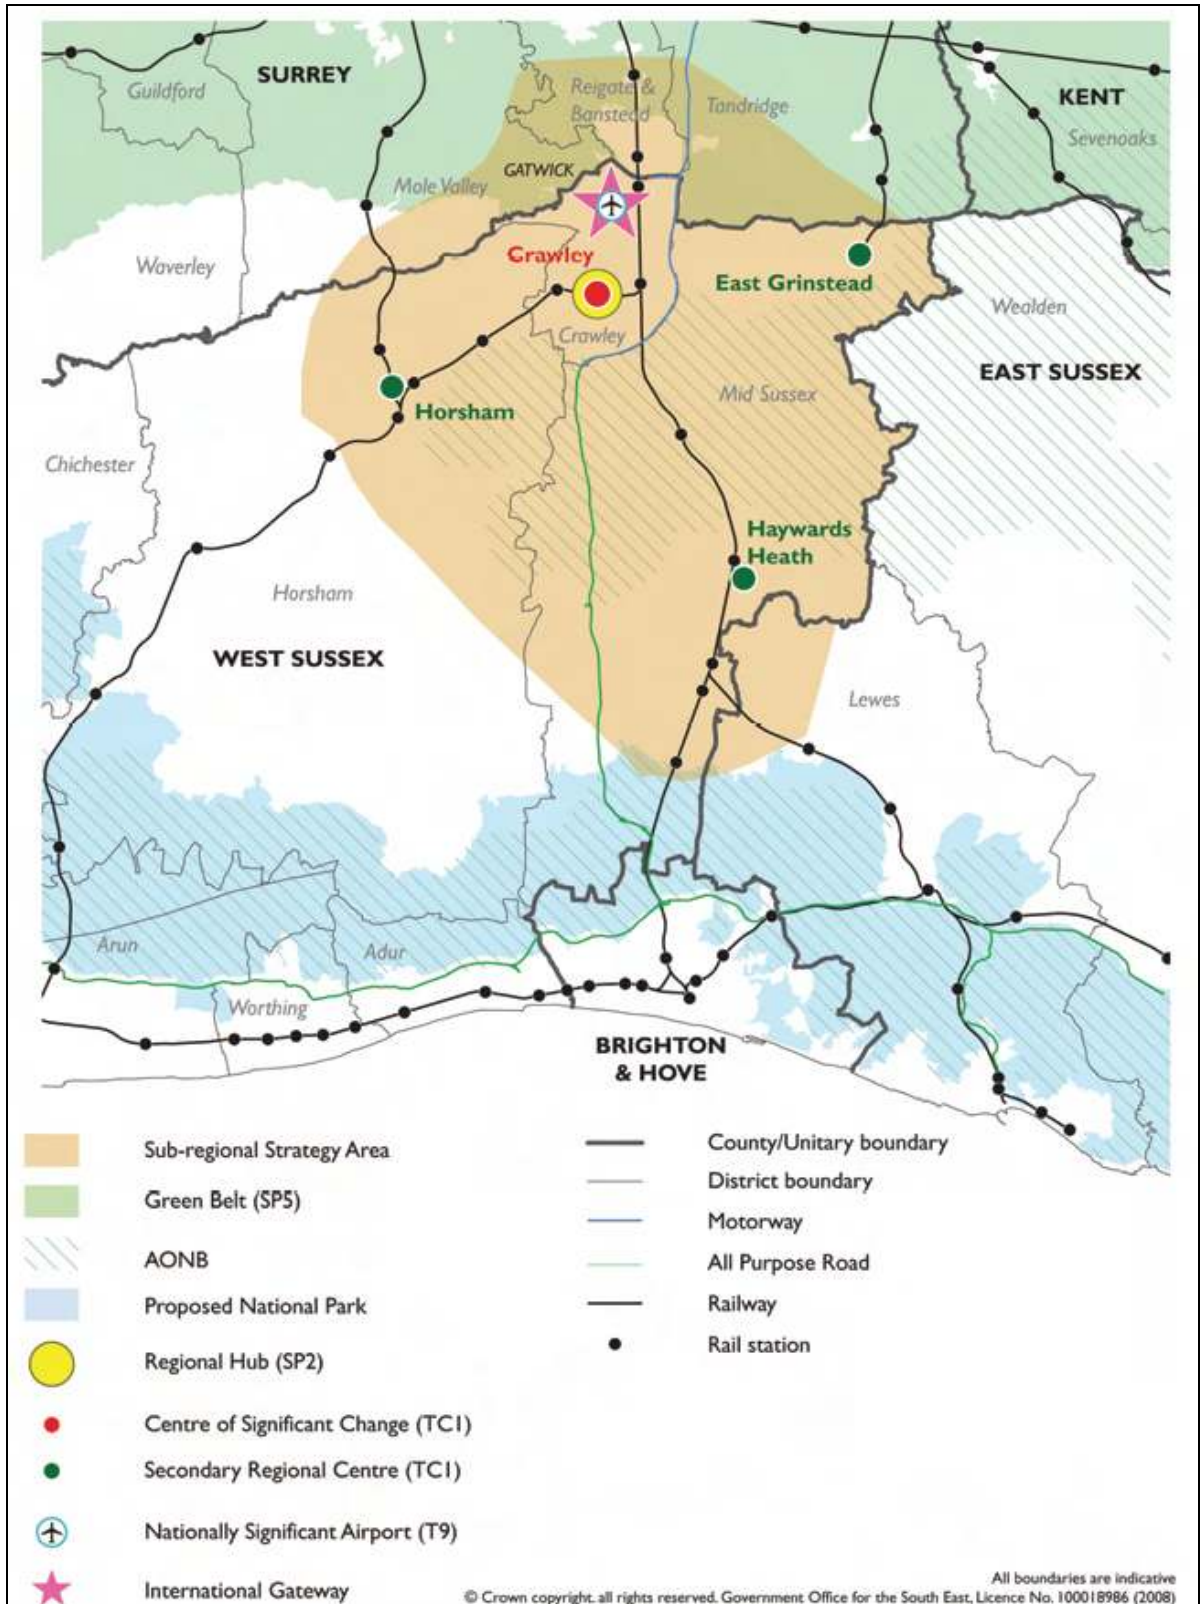 SURREY
Guildford
Reigate &
Banstead
Tandridge
KENT
Sevenoaks
GATWICK
Mole Valley
Waverley
Crawley
East Grinstead
Wealden
Crawley
EAST SUSSEX
Mid Sussex
Horsham
Chichester
Haywards
Heath
Horsham
WEST SUSSEX
Lewes
Arun
Adur
Worthing
BRIGHTON
& HOVE
Sub-regional Strategy Area
Green Belt (SP5)
AONB
Proposed National Park
Regional Hub (SP2)
Centre of Significant Change (TC1)
Secondary Regional Centre (TC1)
Nationally Significant Airport (T9)
International Gateway
County/Unitary boundary
District boundary
Motorway
All Purpose Road
Railway
Rail station
All boundaries are indicative
© Crown copyright. all rights reserved. Government Office for the South East, Licence No. 100018986 (2008)